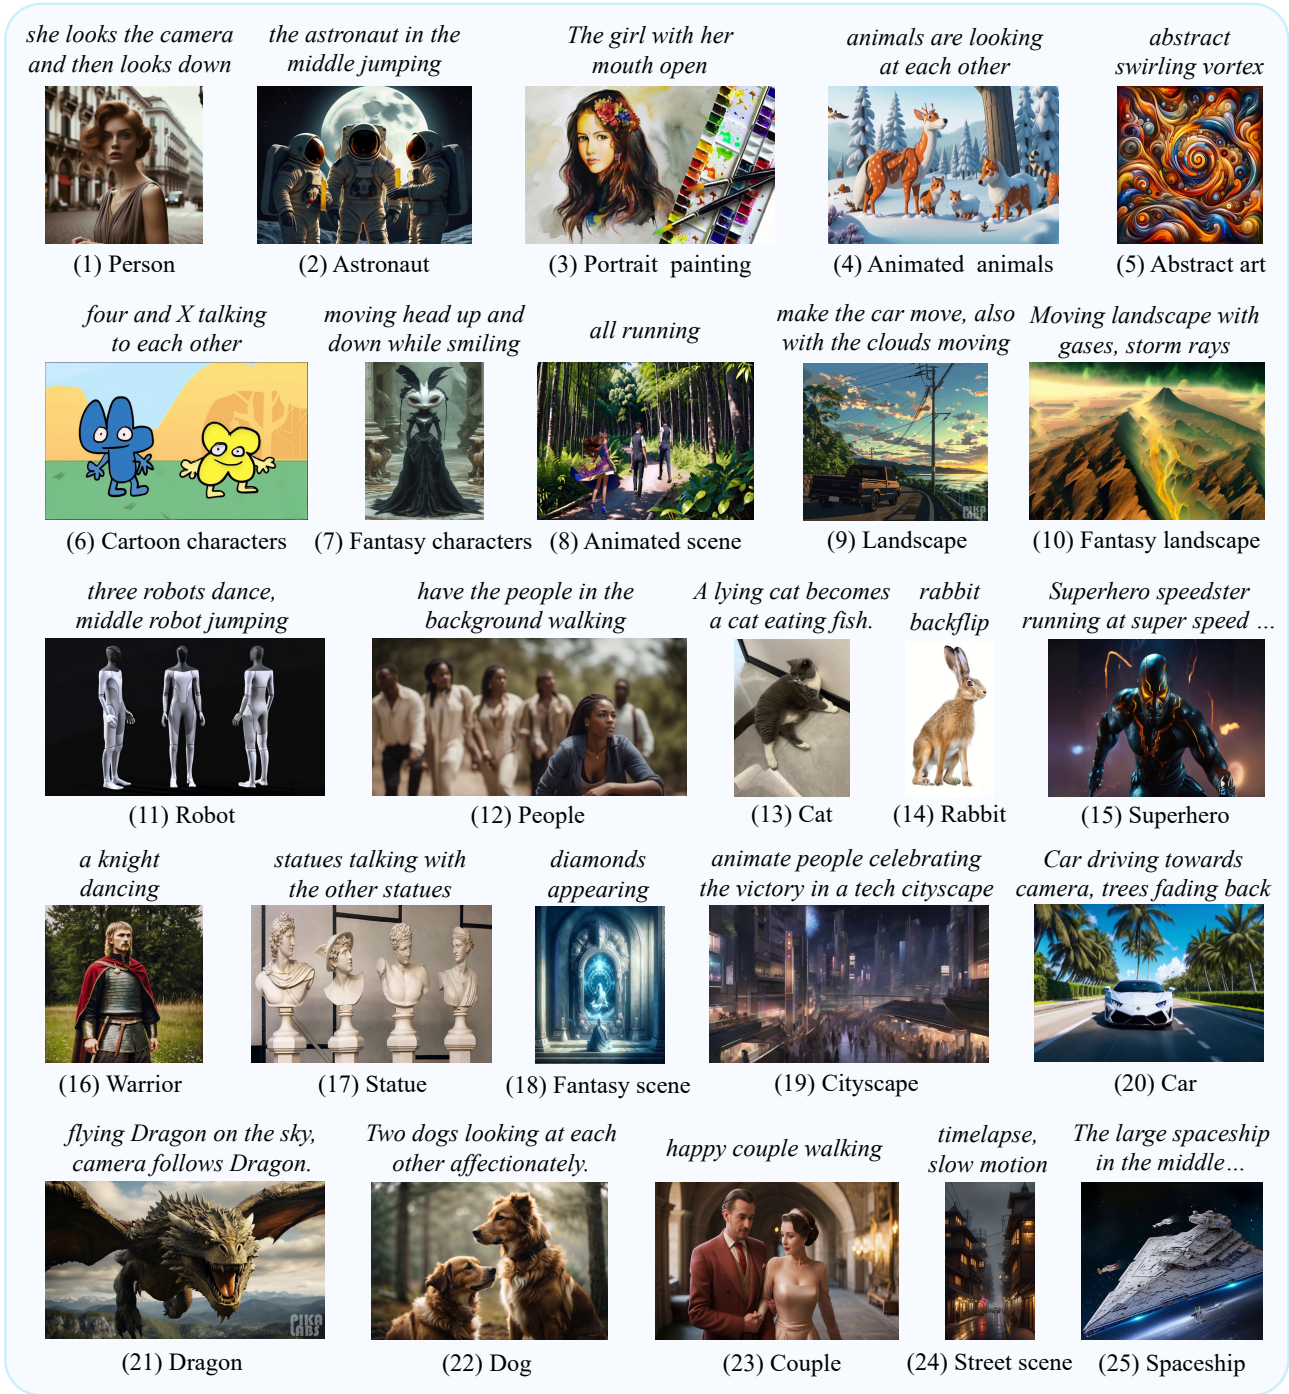 she looks the camera
and then looks down
the astronaut in the
middle jumping
The girl with her
mouth open
animals are looking
at each other
abstract
swirling vortex
(1) Person
(2) Astronaut
(3) Portrait painting
(4) Animated animals
(5) Abstract art
four and X talking
to each other
moving head up and
down while smiling
all running
make the car move, also
with the clouds moving
Moving landscape with
gases, storm rays
PIKA
LABS
(6) Cartoon characters
(7) Fantasy characters
(8) Animated scene
(9) Landscape
(10) Fantasy landscape
three robots dance,
middle robot jumping
have the people in the
background walking
A lying cat becomes
a cat eating fish.
rabbit
backflip
Superhero speedster
running at super speed ...
(11) Robot
(12) People
(13) Cat
(14) Rabbit
(15) Superhero
a knight
dancing
statues talking with
the other statues
diamonds
appearing
animate people celebrating
the victory in a tech cityscape
Car driving towards
camera, trees fading back
(16) Warrior
(17) Statue
(18) Fantasy scene
(19) Cityscape
(20) Car
flying Dragon on the sky,
camera follows Dragon.
Two dogs looking at each
other affectionately.
happy couple walking
timelapse,
slow motion
The large spaceship
in the middle...
PIKA
LABS
(21) Dragon
(22) Dog
(23) Couple
(24) Street scene
(25) Spaceship